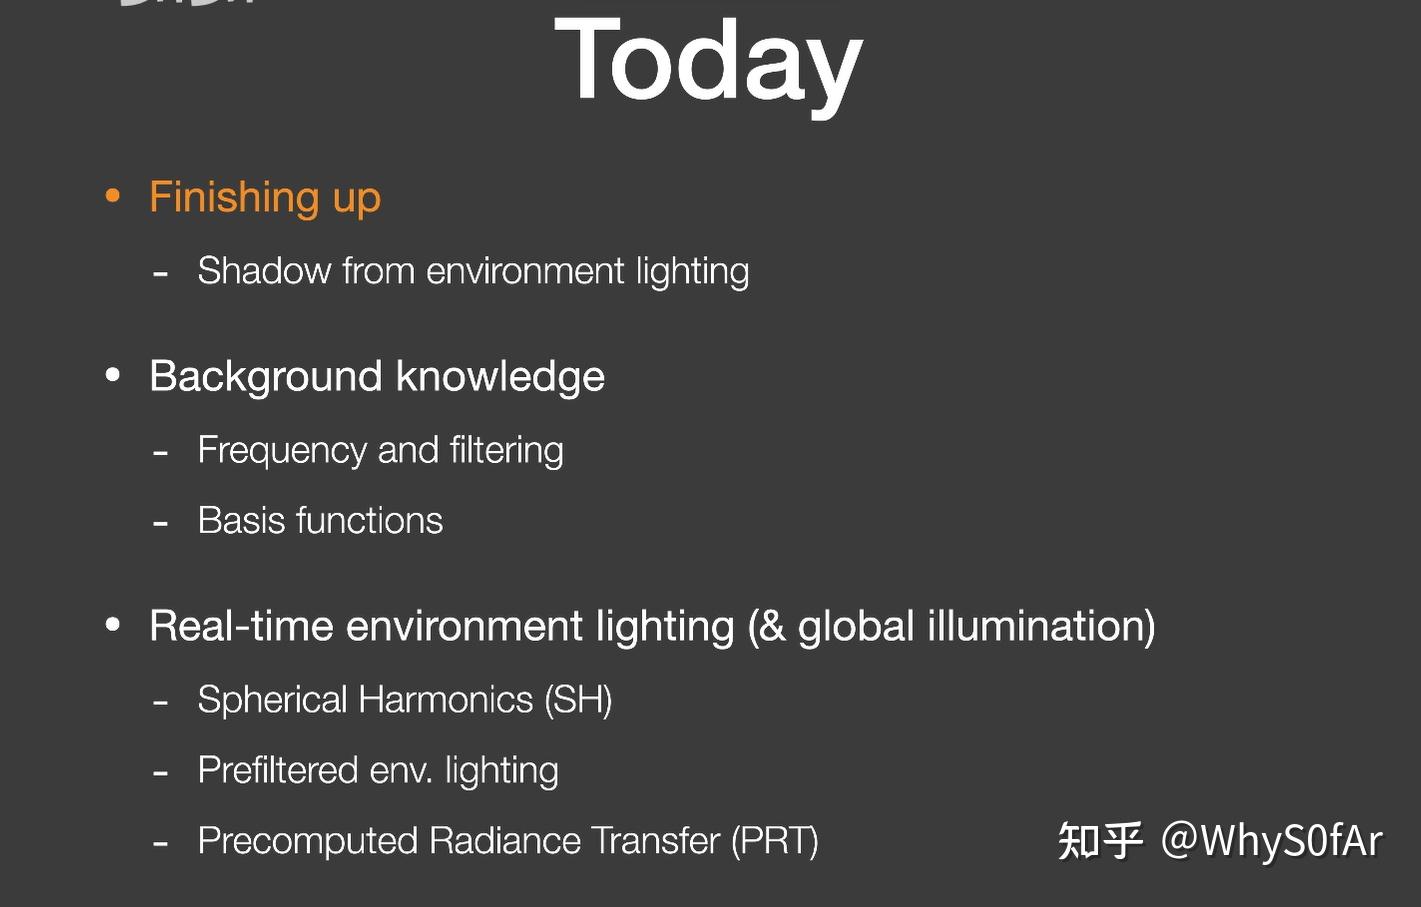 Today
• Finishing up
- Shadow from environment lighting
• Background knowledge
- Frequency and filtering
- Basis functions
• Real-time environment lighting (& global illumination)
- Spherical Harmonics (SH)
- Prefiltered env. lighting
- Precomputed Radiance Transfer (PRT)
知乎 @WhyS0fAr